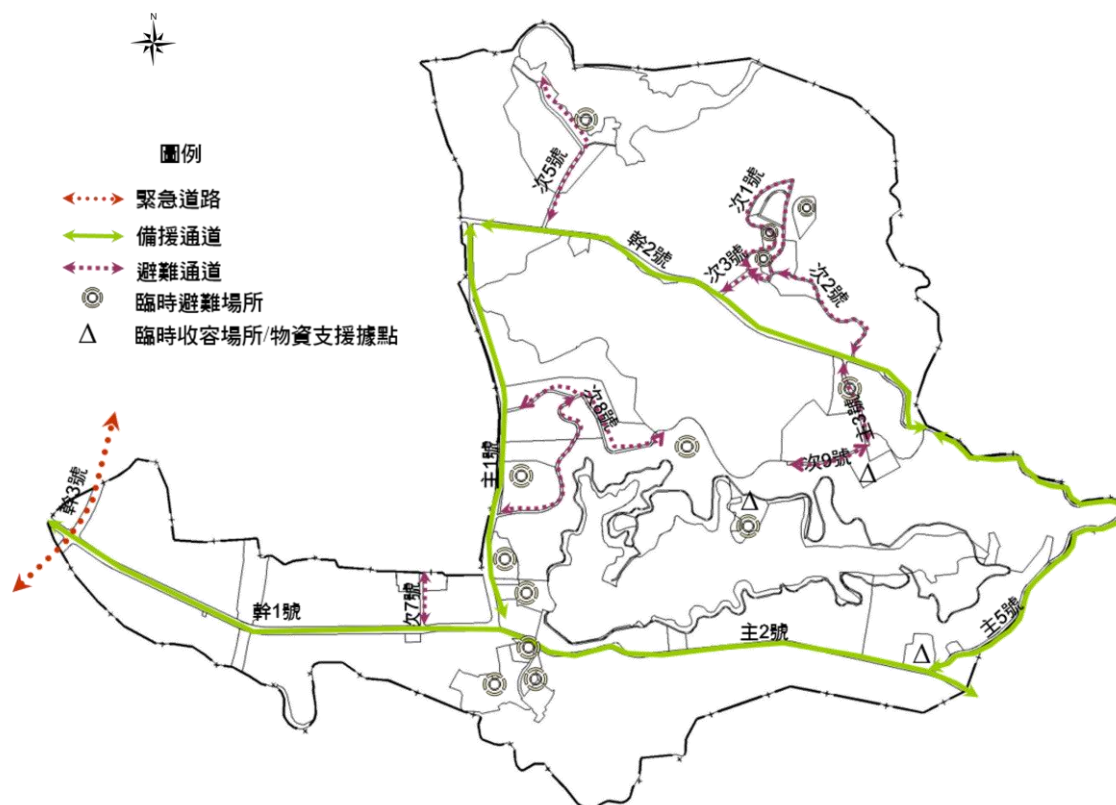 N
圖例
緊急道路
備援通道
避難通道
臨時避難場所
臨時收容場所/物資支援據點
次5號
次1號
幹2號
次3號
次2號
次8號
主3號
主1號
次9號
幹3號
次7號
幹1號
主2號
主5號